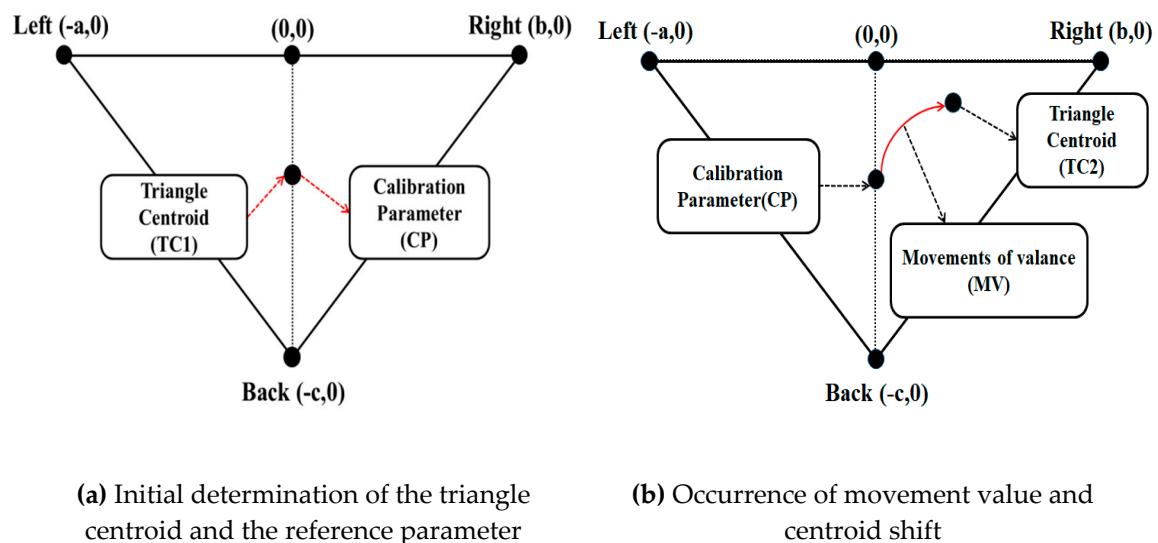 Left (-a,0)
(0,0)
Right (b,0)
Triangle
Centroid
(TC1)
Calibration
Parameter
(CP)
Back (-c,0)
(a) Initial determination of the triangle
centroid and the reference parameter
Left (-a,0)
(0,0)
Right (b,0)
Triangle
Centroid
(TC2)
Calibration
Parameter(CP)
Movements of valance
(MV)
Back (-c,0)
(b) Occurrence of movement value and
centroid shift